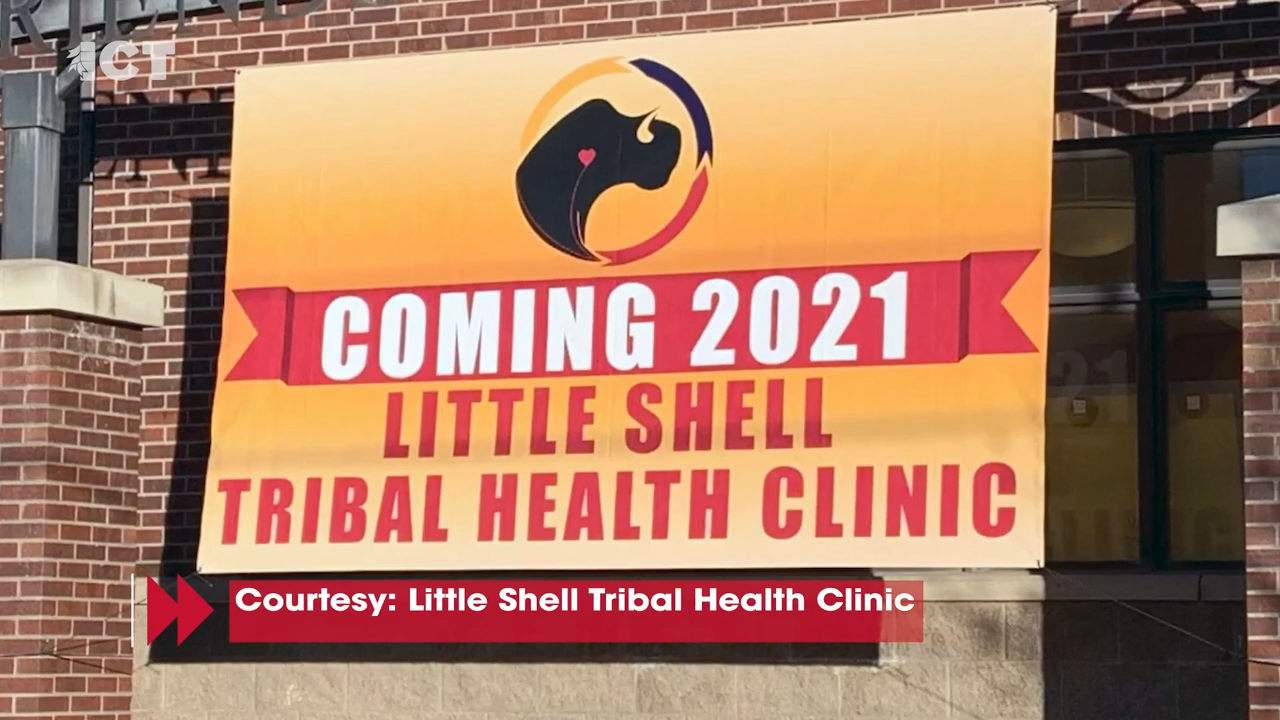 ICT
COMING 2021
LITTLE SHELL
TRIBAL HEALTH CLINIC
Courtesy: Little Shell Tribal Health Clinic